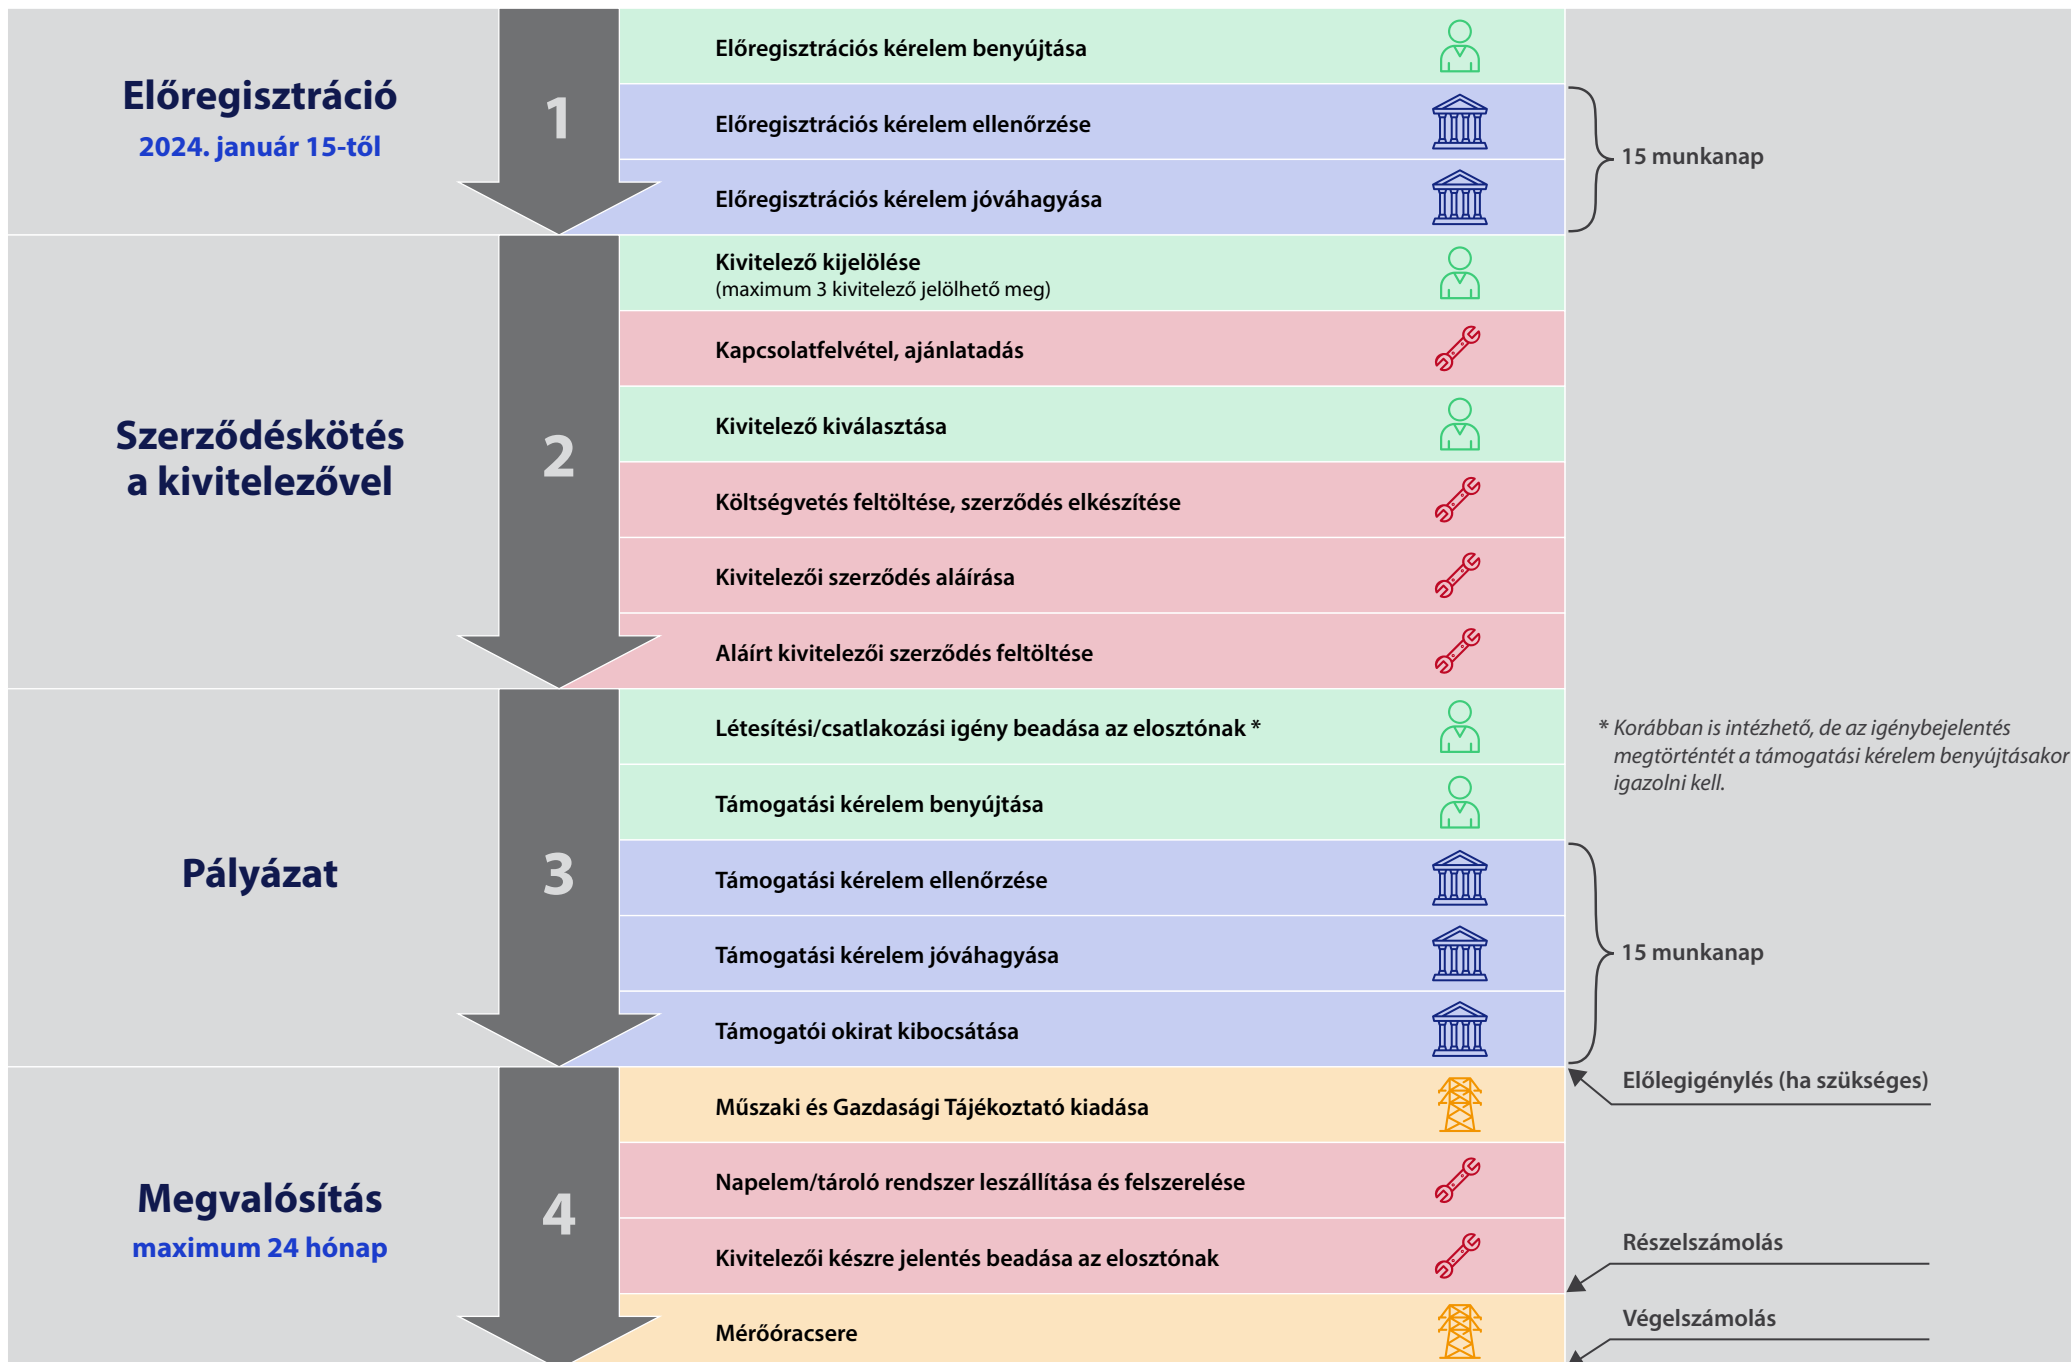 Előregisztráció
2024. január 15-től
1
Előregisztrációs kérelem benyújtása
Előregisztrációs kérelem ellenőrzése
Előregisztrációs kérelem jóváhagyása
15 munkanap
Szerződéskötés
a kivitelezővel
2
Kivitelező kijelölése
(maximum 3 kivitelező jelölhető meg)
Kapcsolatfelvétel, ajánlatadás
Kivitelező kiválasztása
Költségvetés feltöltése, szerződés elkészítése
Kivitelezői szerződés aláírása
Aláírt kivitelezői szerződés feltöltése
Pályázat
3
Létesítési/csatlakozási igény beadása az elosztónak *
* Korábban is intézhető, de az igénybejelentés
megtörténtét a támogatási kérelem benyújtásakor
igazolni kell.
Támogatási kérelem benyújtása
Támogatási kérelem ellenőrzése
Támogatási kérelem jóváhagyása
Támogatói okirat kibocsátása
15 munkanap
Előlegigénylés (ha szükséges)
Megvalósítás
maximum 24 hónap
4
Műszaki és Gazdasági Tájékoztató kiadása
Napelem/tároló rendszer leszállítása és felszerelése
Kivitelezői készre jelentés beadása az elosztónak
Részelszámolás
Mérőóracsere
Végelszámolás